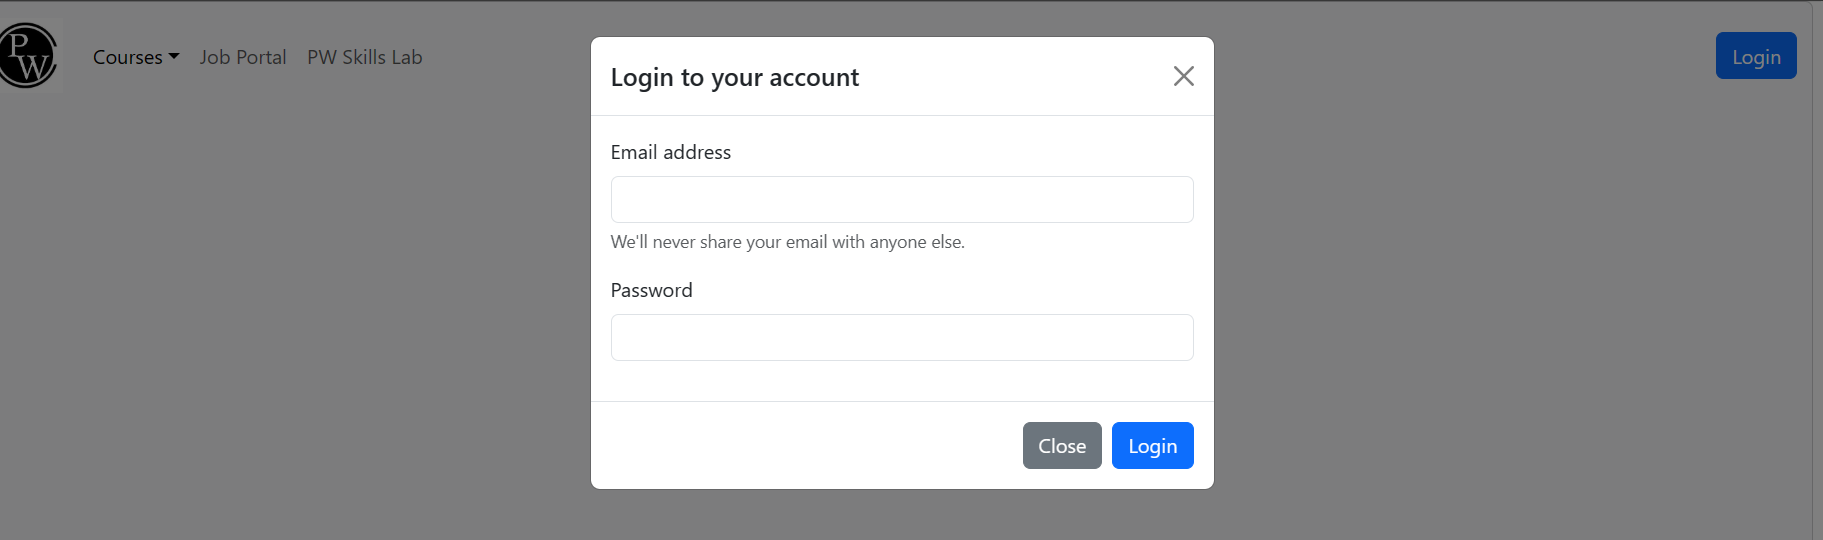 PW
Courses Job Portal PW Skills Lab
Login
Login to your account
Email address
We'll never share your email with anyone else.
Password
Close Login